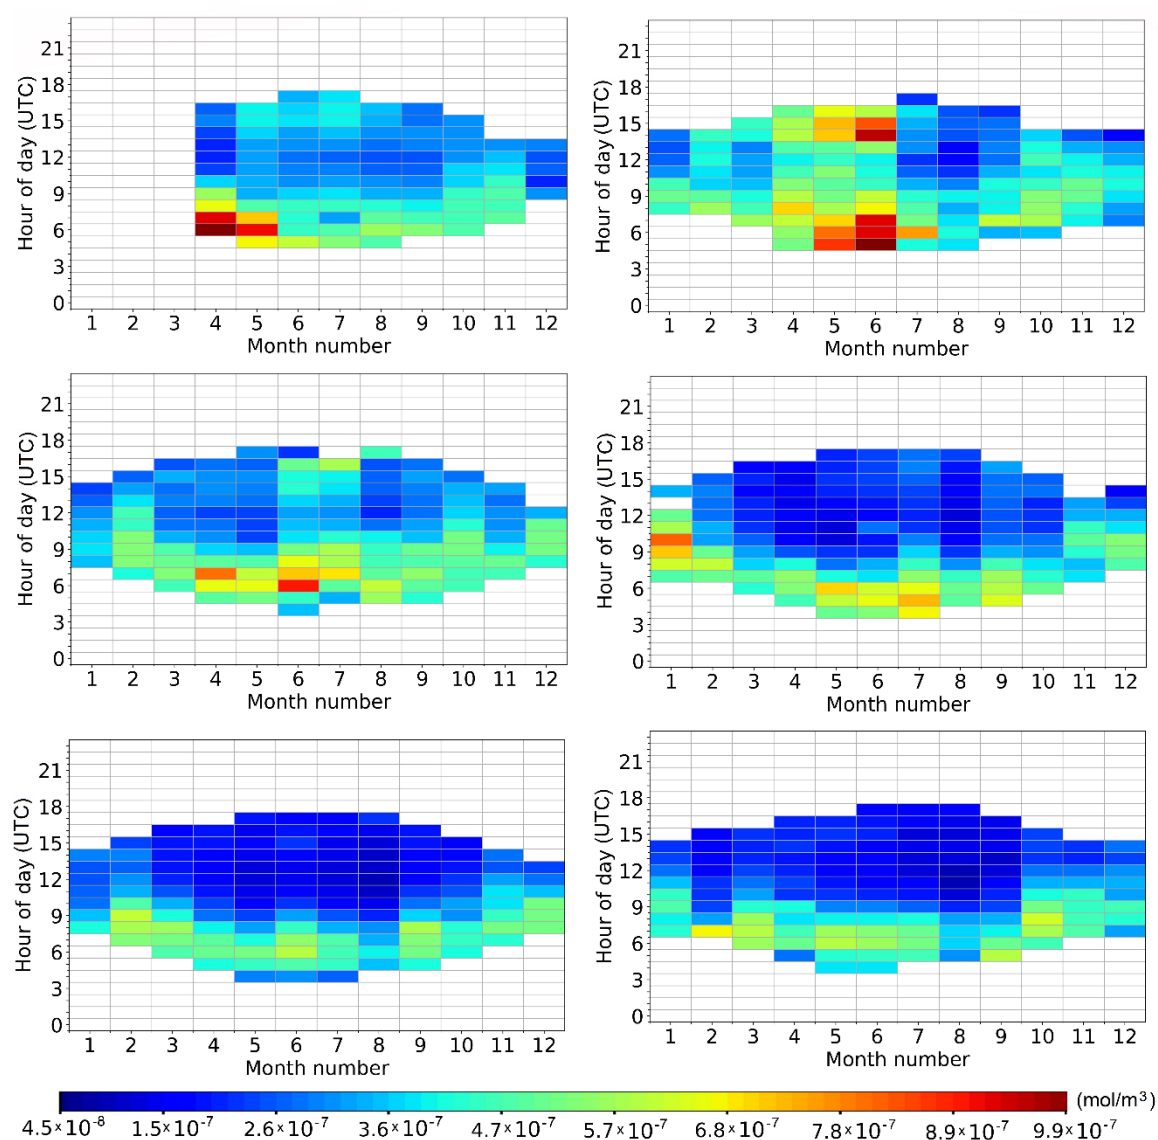 Hour of day (UTC)
21
18
15
12
9
6
3
0
1 2 3 4 5 6 7 8 9 10 11 12
Month number
Hour of day (UTC)
21
18
15
12
9
6
3
0
1 2 3 4 5 6 7 8 9 10 11 12
Month number
Hour of day (UTC)
21
18
15
12
9
6
3
0
1 2 3 4 5 6 7 8 9 10 11 12
Month number
Hour of day (UTC)
21
18
15
12
9
6
3
0
1 2 3 4 5 6 7 8 9 10 11 12
Month number
Hour of day (UTC)
21
18
15
12
9
6
3
0
1 2 3 4 5 6 7 8 9 10 11 12
Month number
Hour of day (UTC)
21
18
15
12
9
6
3
0
1 2 3 4 5 6 7 8 9 10 11 12
Month number
(mol/m³)
4.5×10⁻⁸ 1.5×10⁻⁷ 2.6×10⁻⁷ 3.6×10⁻⁷ 4.7×10⁻⁷ 5.7×10⁻⁷ 6.8×10⁻⁷ 7.8×10⁻⁷ 8.9×10⁻⁷ 9.9×10⁻⁷